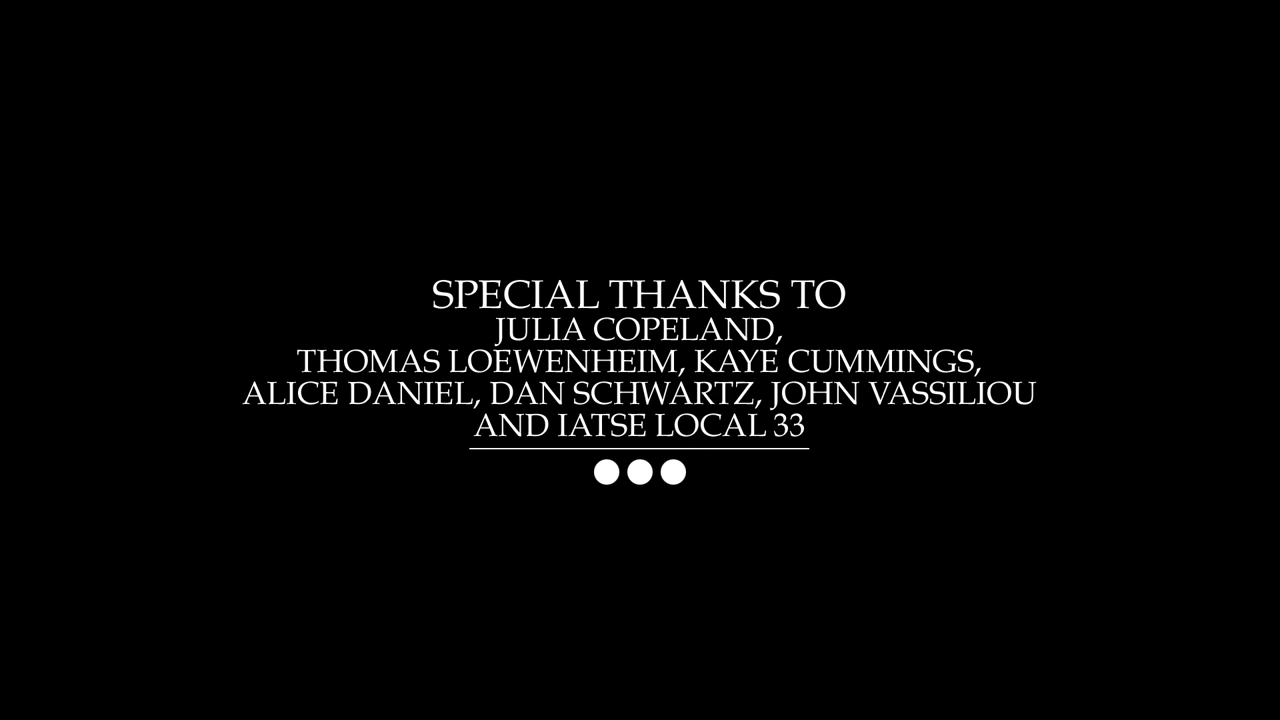 SPECIAL THANKS TO
JULIA COPELAND,
THOMAS LOEWENHEIM, KAYE CUMMINGS,
ALICE DANIEL, DAN SCHWARTZ, JOHN VASSILIOU
AND IATSE LOCAL 33